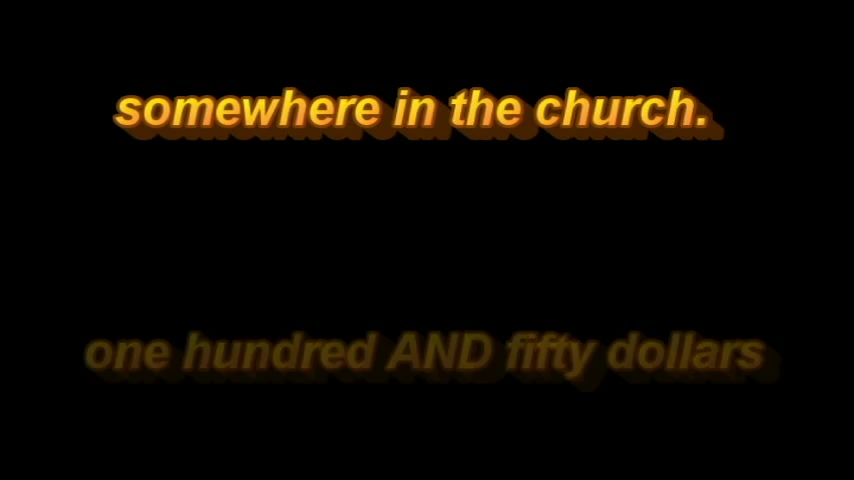 somewhere in the church.
one hundred AND fifty dollars